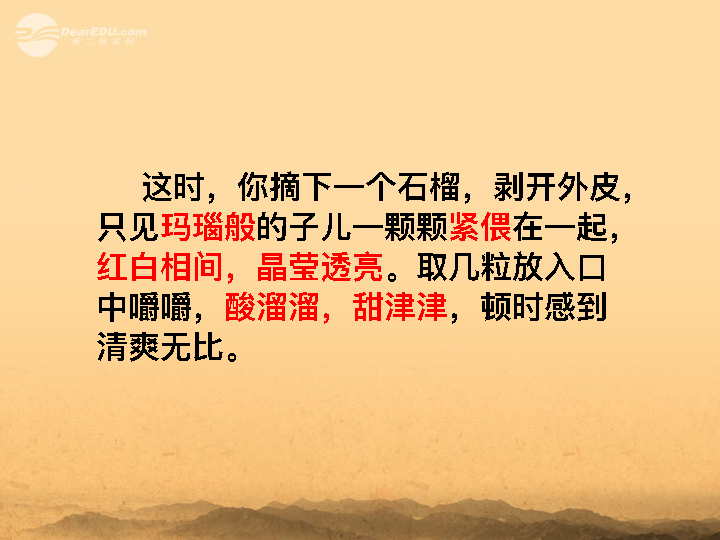 DearEDU.com
第二教育网
这时，你摘下一个石榴，剥开外皮，
只见玛瑙般的子儿一颗颗紧偎在一起，
红白相间，晶莹透亮。取几粒放入口
中嚼嚼，酸溜溜，甜津津，顿时感到
清爽无比。